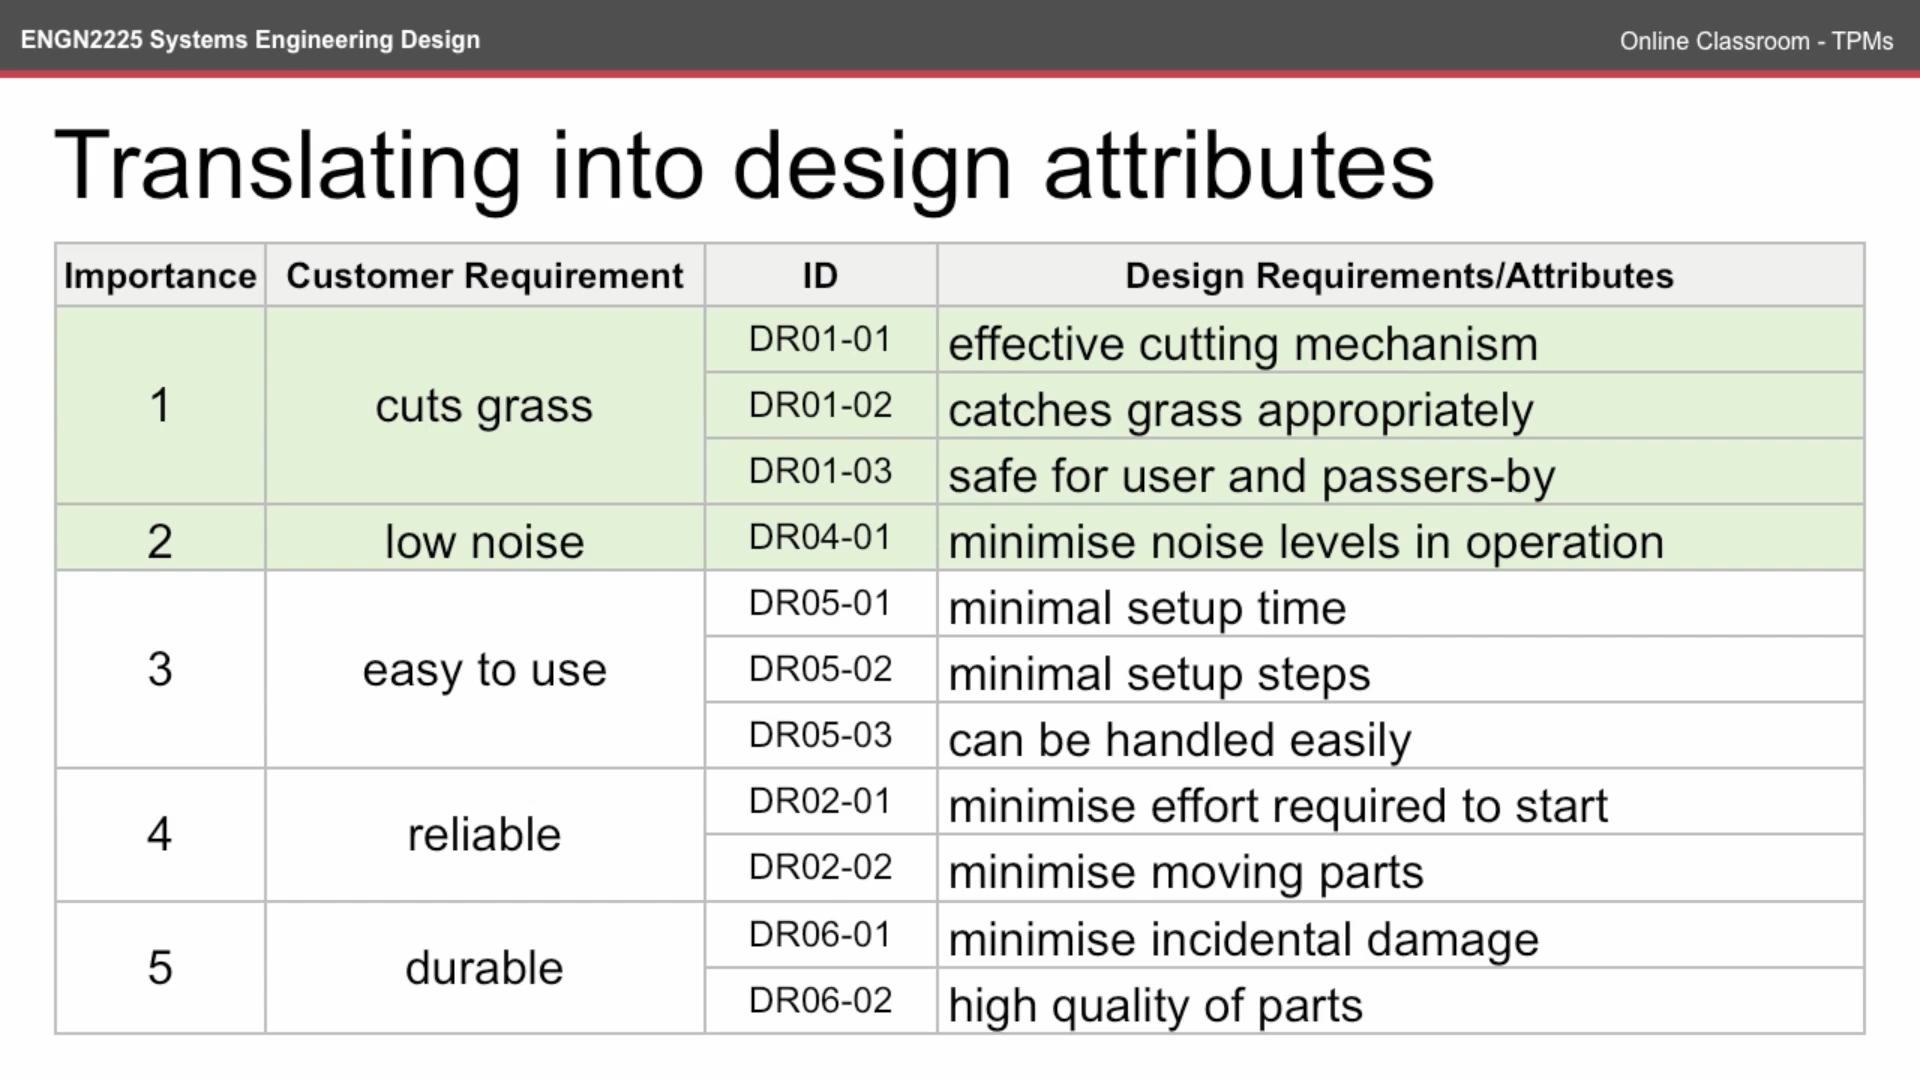 ENGN2225 Systems Engineering Design
Online Classroom - TPMs
Translating into design attributes
Importance Customer Requirement ID Design Requirements/Attributes
1 cuts grass DR01-01 effective cutting mechanism
DR01-02 catches grass appropriately
DR01-03 safe for user and passers-by
2 low noise DR04-01 minimise noise levels in operation
3 easy to use DR05-01 minimal setup time
DR05-02 minimal setup steps
DR05-03 can be handled easily
4 reliable DR02-01 minimise effort required to start
DR02-02 minimise moving parts
5 durable DR06-01 minimise incidental damage
DR06-02 high quality of parts